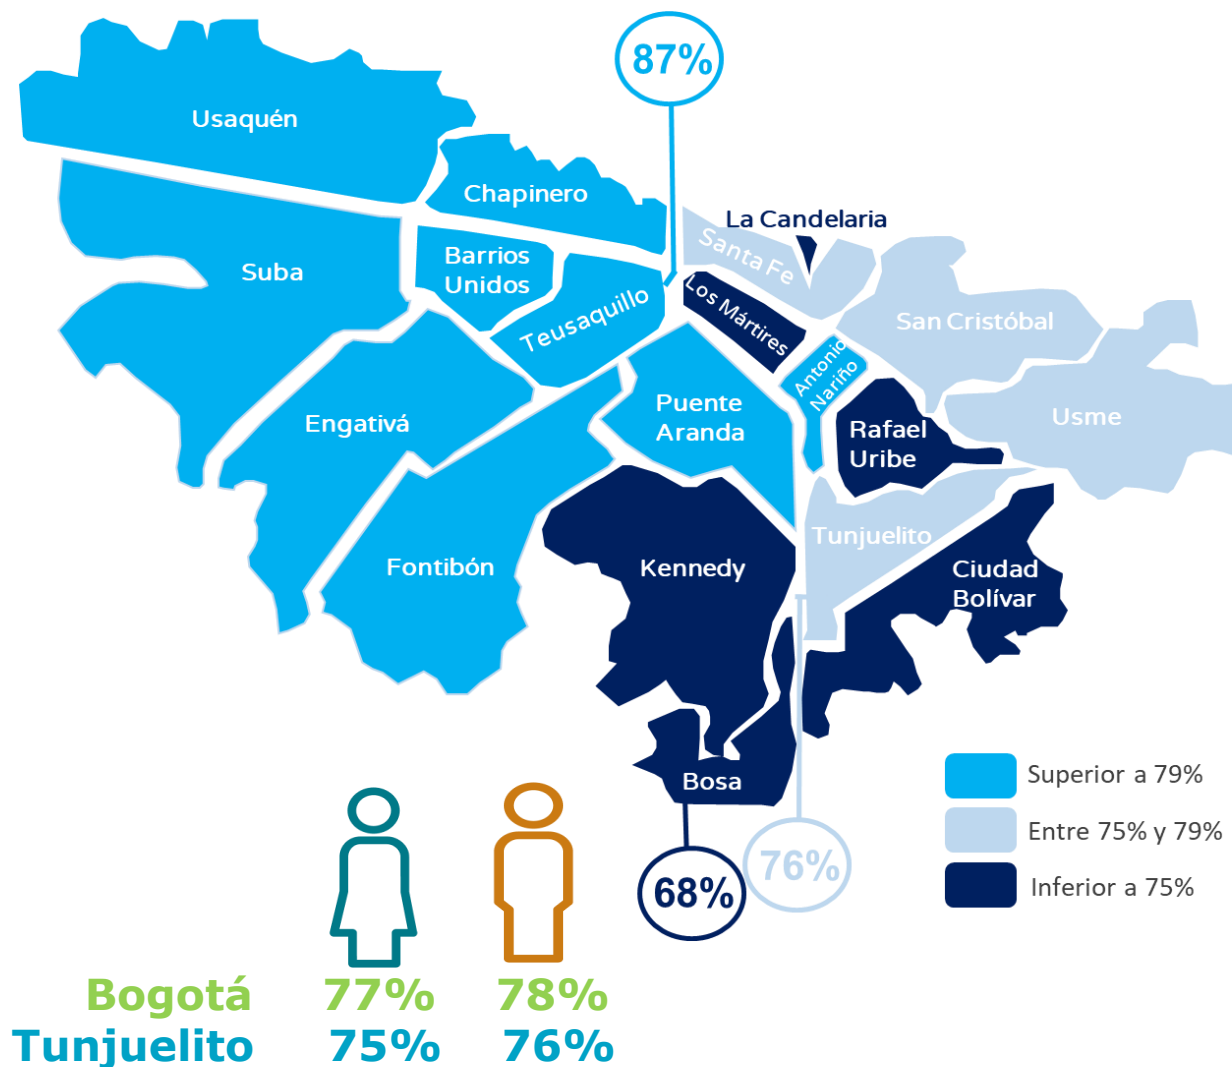 87%
Usaquén
Chapinero
La Candelaria
Santa Fe
Barrios
Unidos
Suba
Teusaquillo
Los Mártires
San Cristóbal
Antonio
Nariño
Puente
Aranda
Engativá
Rafael
Uribe
Usme
Tunjuelito
Fontibón
Kennedy
Ciudad
Bolívar
Bosa
Superior a 79%
Entre 75% y 79%
Inferior a 75%
76%
68%
Bogotá 77% 78%
Tunjuelito 75% 76%